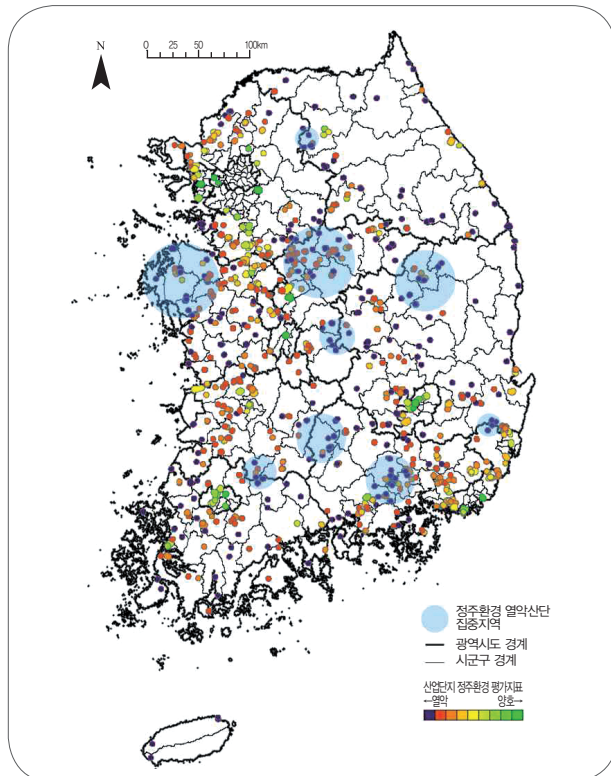 N
0 25 50 100km
정주환경 열악산단
집중지역
광역시도 경계
시군구 경계
산업단지 정주환경 평가지표
←열악 양호→